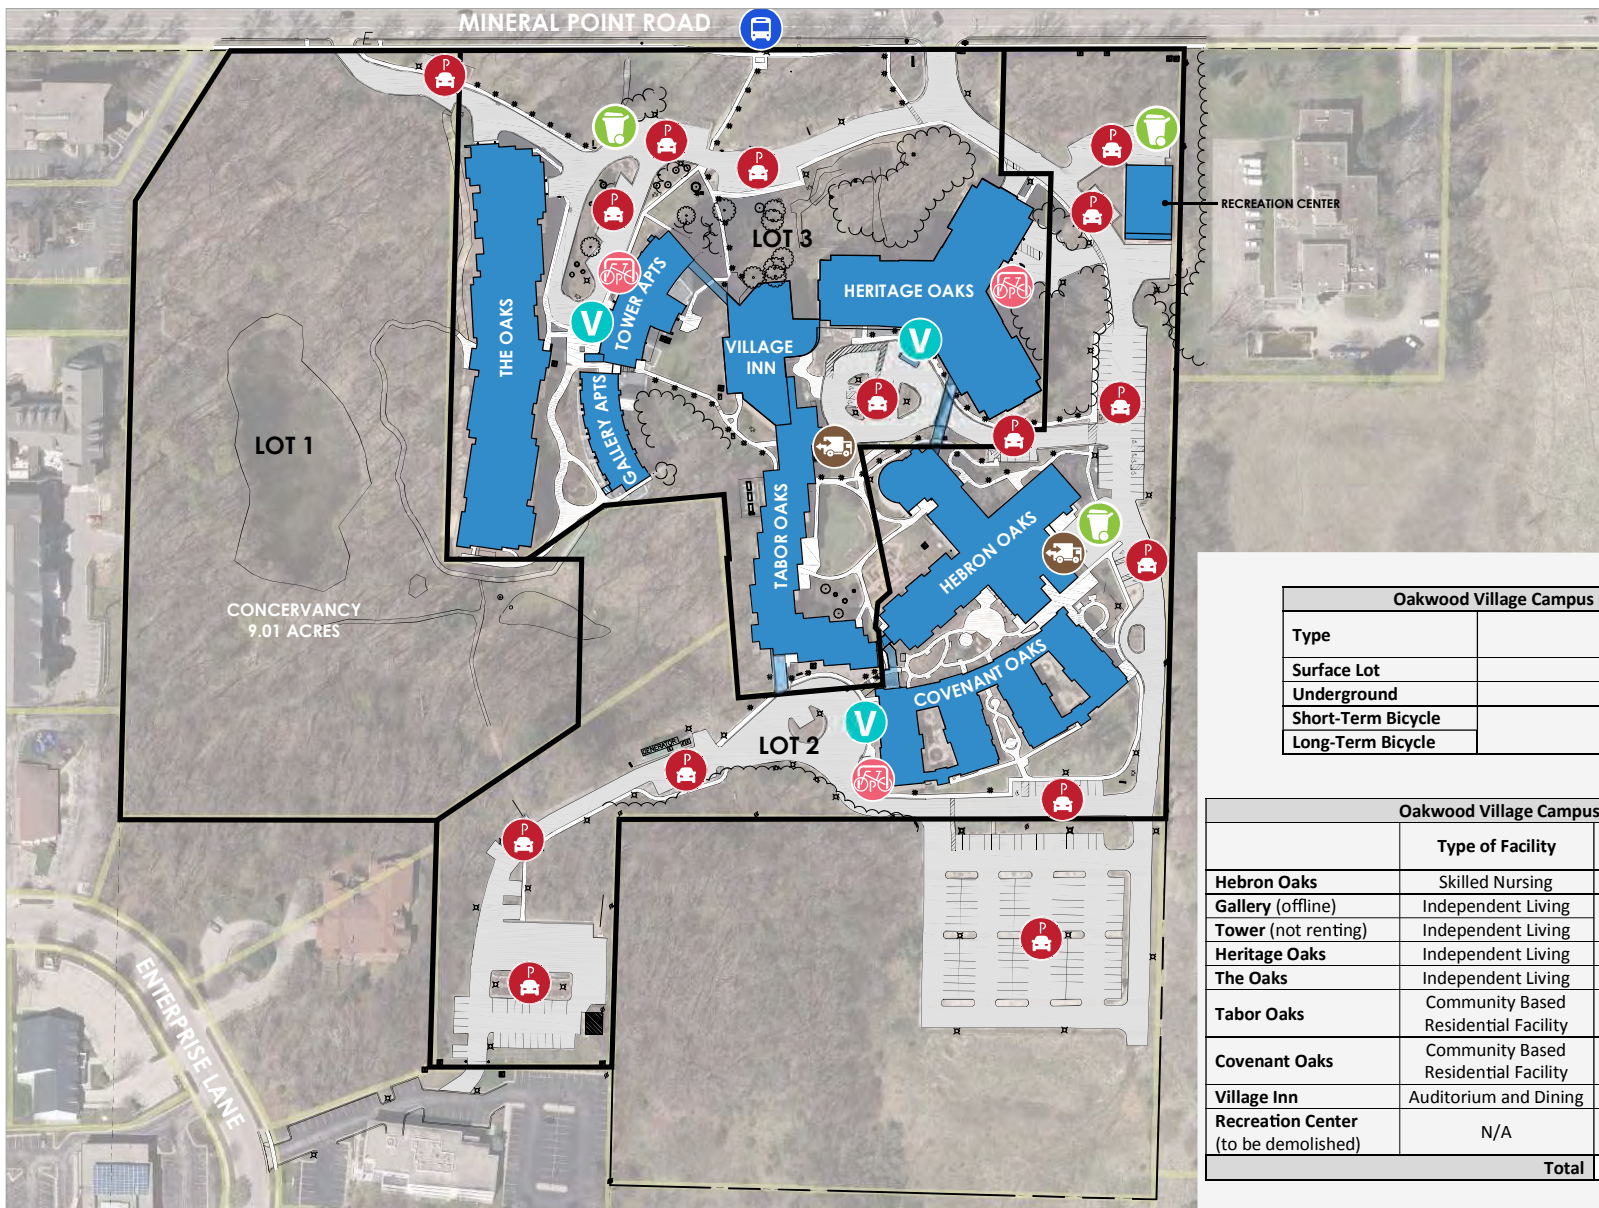 MINERAL POINT ROAD
E
P
P
P
P
P
P
RECREATION CENTER
LOT 3
THE OAKS
TOWER APTS
HERITAGE OAKS
V
V
VILLAGE
INN
GALLERY APTS
P
P
P
LOT 1
TABOR OAKS
HEBRON OAKS
P
CONCERVANCY
9.01 ACRES
COVENANT OAKS
V
LOT 2
GENERATOR
P
P
P
P
P
ENTERPRISE LANE
Oakwood Village Campus
Type
Surface Lot
Underground
Short-Term Bicycle
Long-Term Bicycle
Oakwood Village Campus
Type of Facility
Hebron Oaks Skilled Nursing
Gallery (offline) Independent Living
Tower (not renting) Independent Living
Heritage Oaks Independent Living
The Oaks Independent Living
Tabor Oaks Community Based
Residential Facility
Covenant Oaks Community Based
Residential Facility
Village Inn Auditorium and Dining
Recreation Center
(to be demolished) N/A
Total